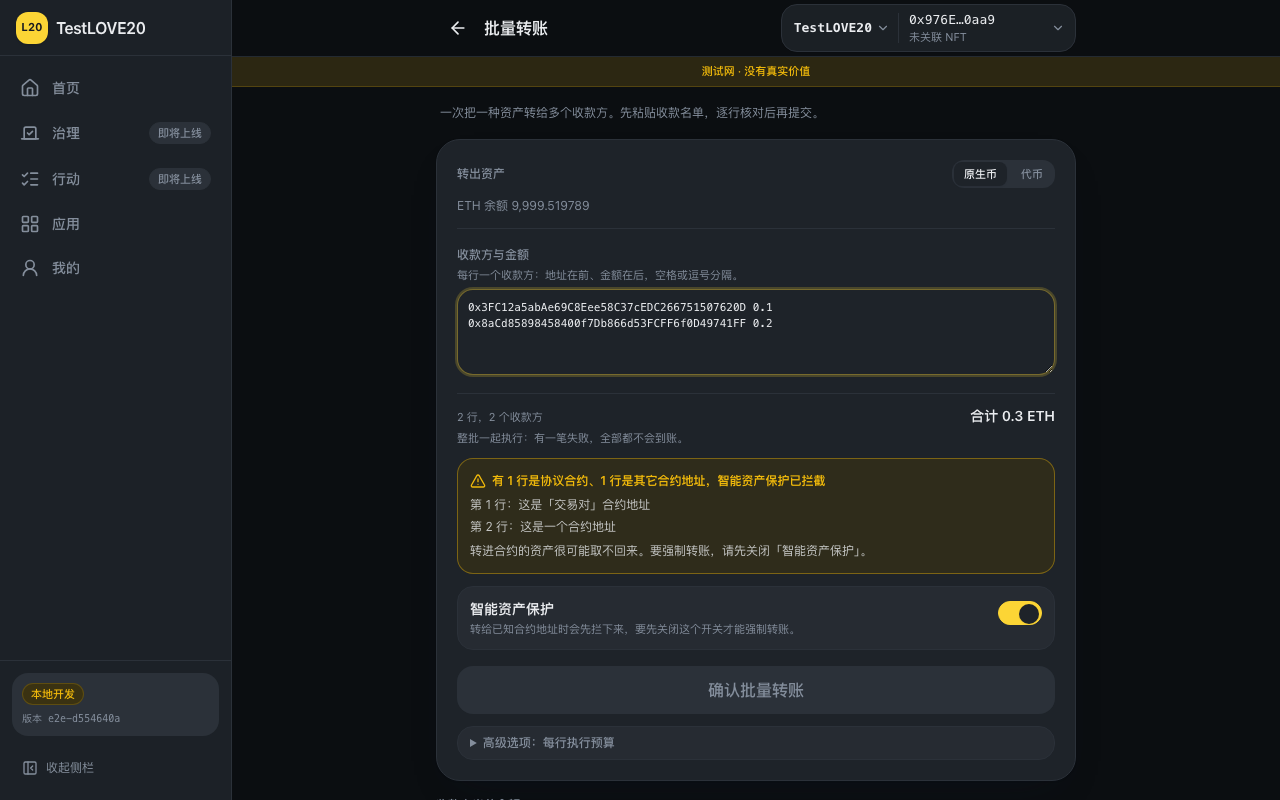 L20 TestLOVE20
首页
治理 即将上线
行动 即将上线
应用
我的
本地开发
版本 e2e-d554640a
收起侧栏
批量转账
TestLOVE20
0x976E…0aa9
未关联 NFT
测试网 · 没有真实价值
一次把一种资产转给多个收款方。先粘贴收款名单，逐行核对后再提交。
转出资产
原生币 代币
ETH 余额 9,999.519789
收款方与金额
每行一个收款方：地址在前、金额在后，空格或逗号分隔。
0x3FC12a5abAe69C8Eee58C37cEDC266751507620D 0.1
0x8aCd85898458400f7Db866d53FCFF6f0D49741FF 0.2
2 行，2 个收款方
合计 0.3 ETH
整批一起执行：有一笔失败，全部都不会到账。
有 1 行是协议合约、1 行是其它合约地址，智能资产保护已拦截
第 1 行：这是「交易对」合约地址
第 2 行：这是一个合约地址
转进合约的资产很可能取不回来。要强制转账，请先关闭「智能资产保护」。
智能资产保护
转给已知合约地址时会先拦下来，要先关闭这个开关才能强制转账。
确认批量转账
高级选项：每行执行预算